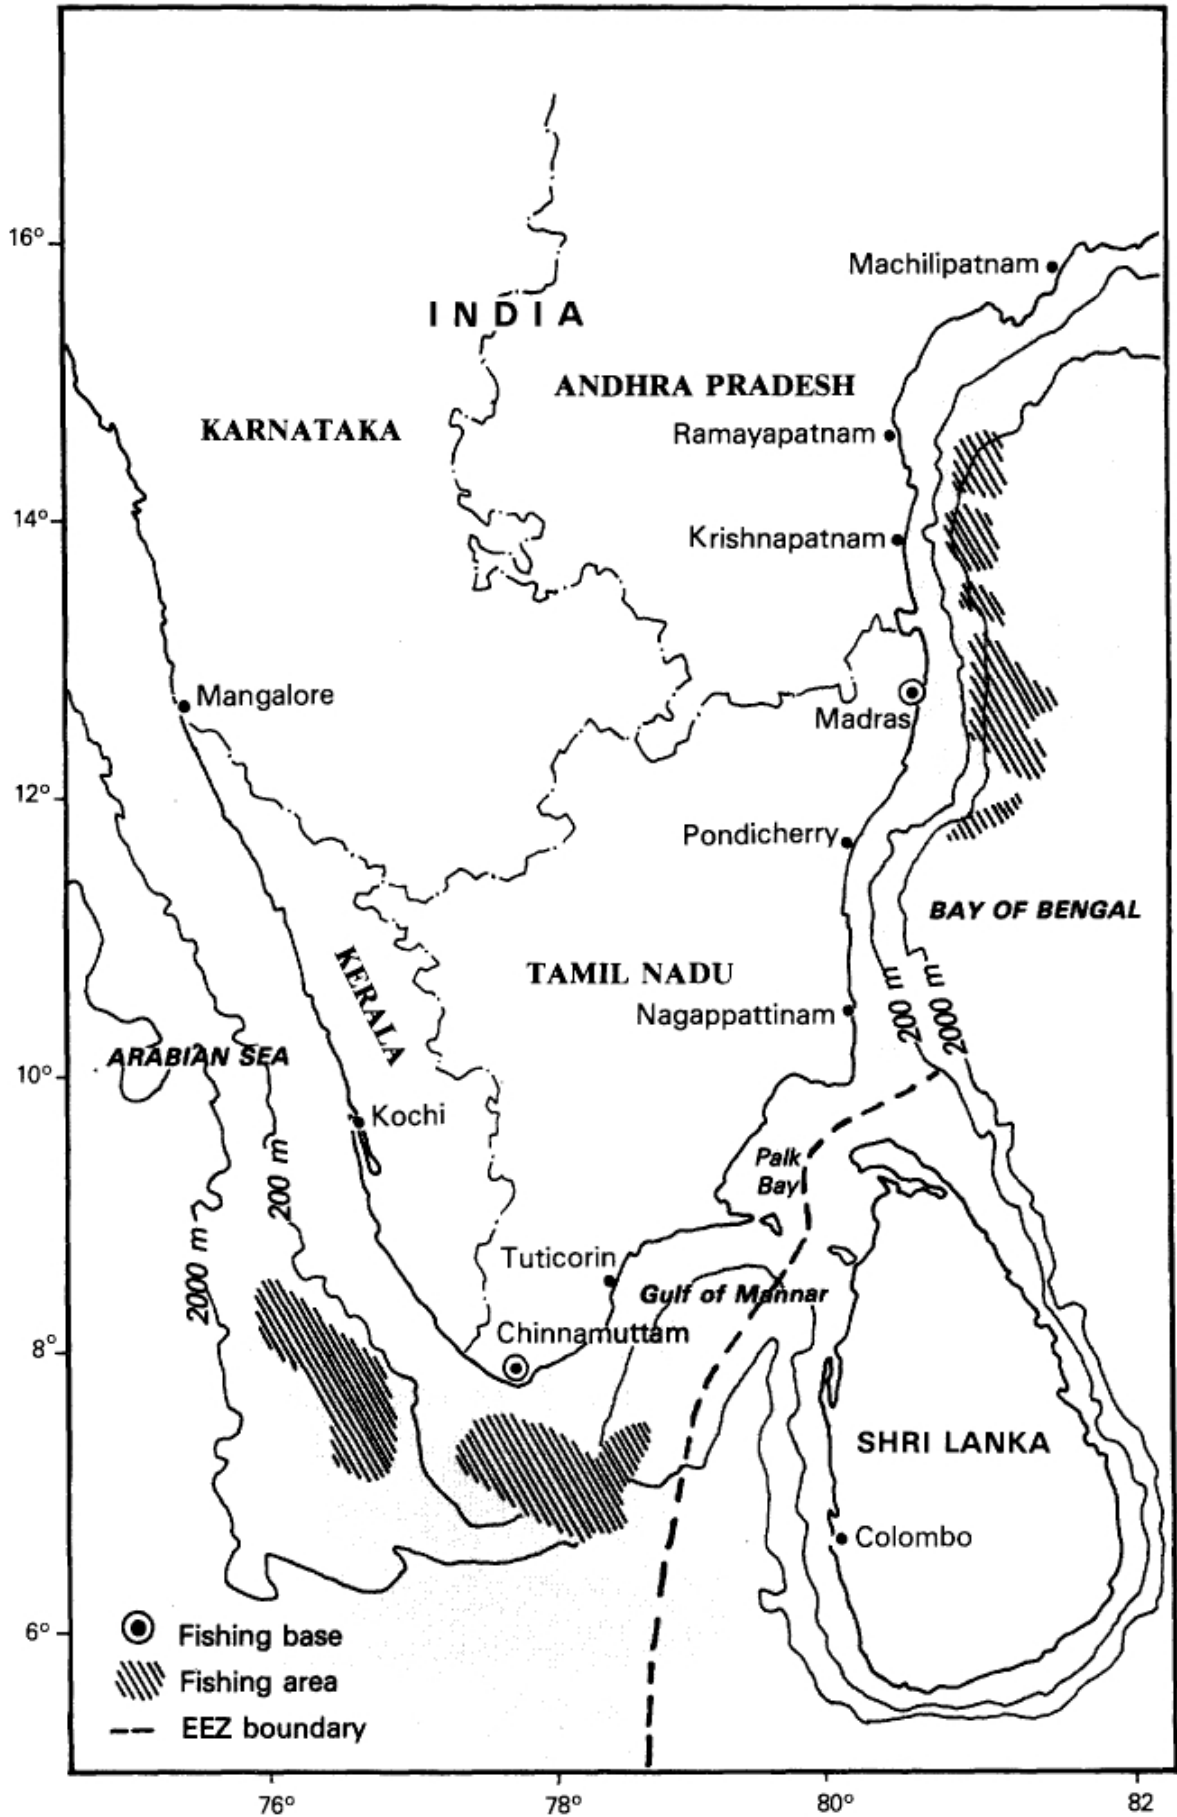 16°
Machilipatnam
INDIA
ANDHRA PRADESH
KARNATAKA
Ramayapatnam
14°
Krishnapatnam
Mangalore
Madras
12°
Pondicherry
BAY OF BENGAL
KERALA
TAMIL NADU
200 m
2000 m
Nagappattinam
ARABIAN SEA
10°
Kochi
Palk
Bay
200 m
2000 m
Tuticorin
Gulf of Mannar
8°
Chinnamuttam
SHRI LANKA
Colombo
6°
Fishing base
Fishing area
EEZ boundary
76°
78°
80°
82